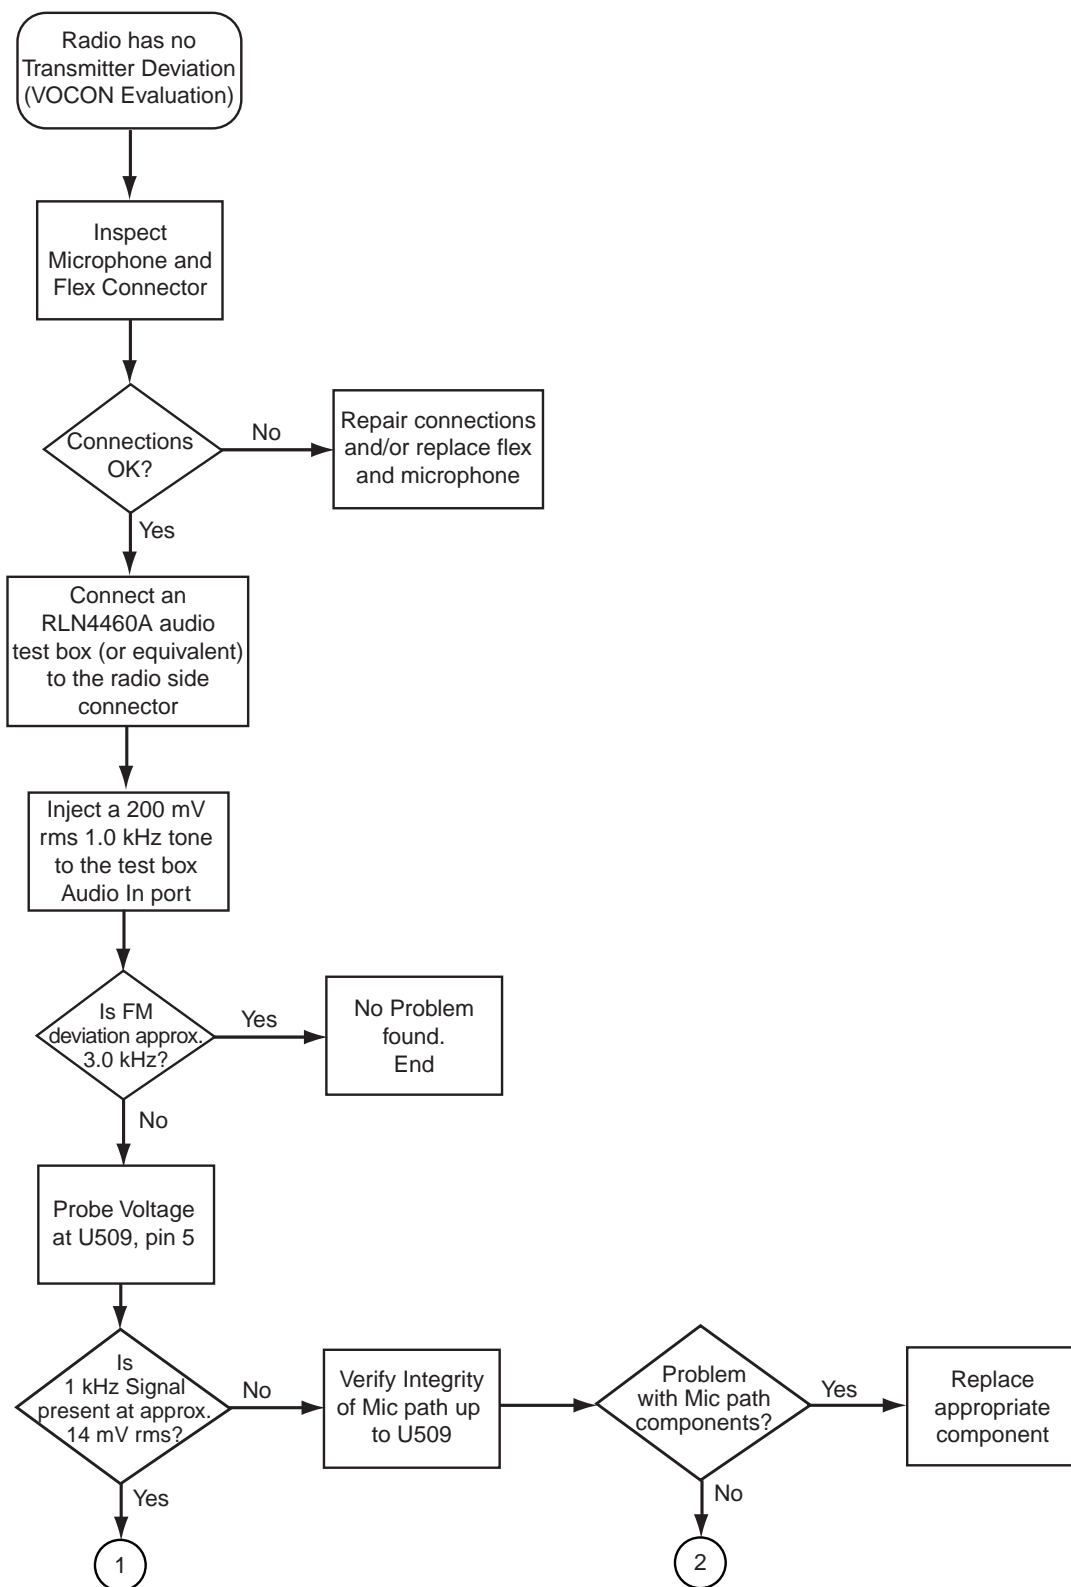 Radio has no
Transmitter Deviation
(VOCON Evaluation)
Inspect
Microphone and
Flex Connector
Connections
OK?
No
Repair connections
and/or replace flex
and microphone
Yes
Connect an
RLN4460A audio
test box (or equivalent)
to the radio side
connector
Inject a 200 mV
rms 1.0 kHz tone
to the test box
Audio In port
Is FM
deviation approx.
3.0 kHz?
Yes
No Problem
found.
End
No
Probe Voltage
at U509, pin 5
Is
1 kHz Signal
present at approx.
14 mV rms?
No
Verify Integrity
of Mic path up
to U509
Problem
with Mic path
components?
Yes
Replace
appropriate
component
Yes
No
1
2